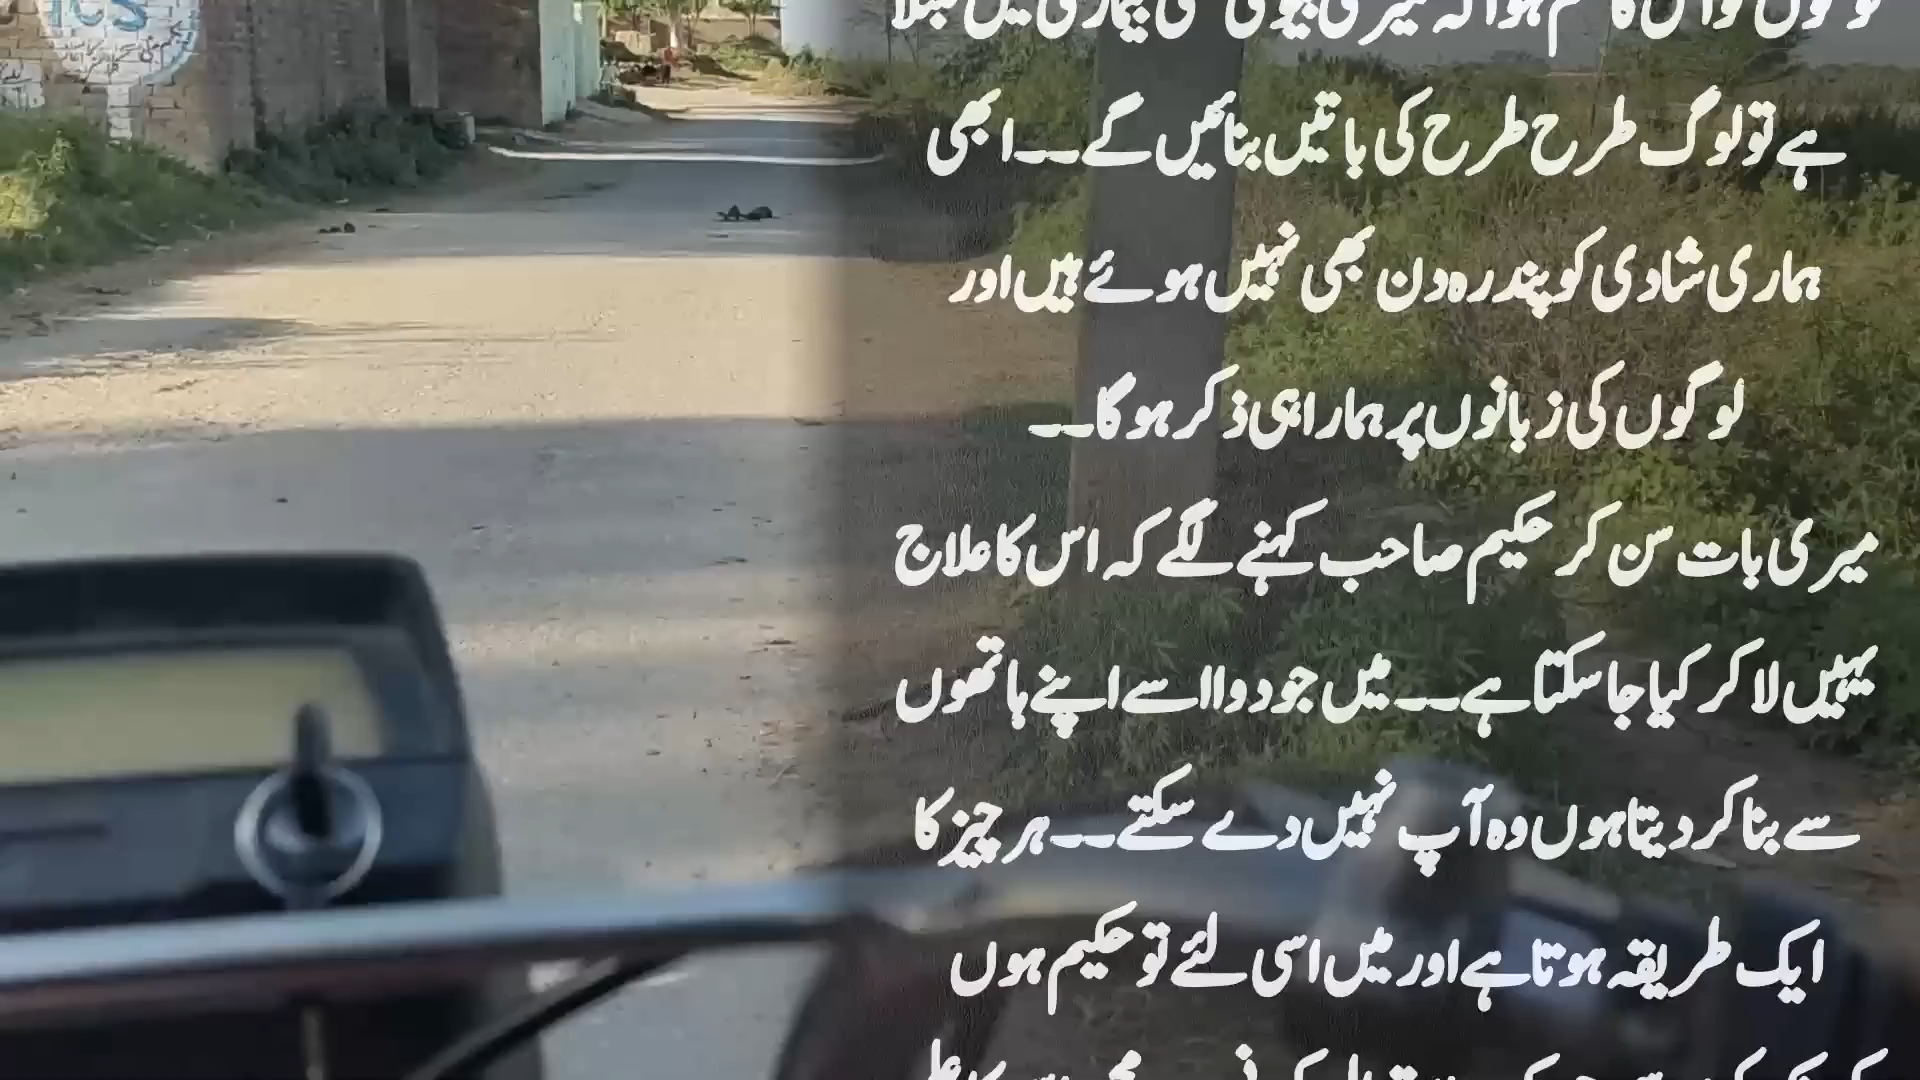 ICS
ہے تو لوگ طرح طرح کی باتیں بنائیں گے۔۔ ابھی
ہماری شادی کو پندرہ دن بھی نہیں ہوئے ہیں اور
لوگوں کی زبانوں پر ہمارا ہی ذکر ہو گا۔۔
میری بات سن کر حکیم صاحب کہنے لگے کہ اس کا علاج
یہیں لا کر کیا جا سکتا ہے۔۔ میں جو دوا اسے اپنے ہاتھوں
سے بنا کر دیتا ہوں وہ آپ نہیں دے سکتے۔۔ ہر چیز کا
ایک طریقہ ہوتا ہے اور میں اسی لئے تو حکیم ہوں